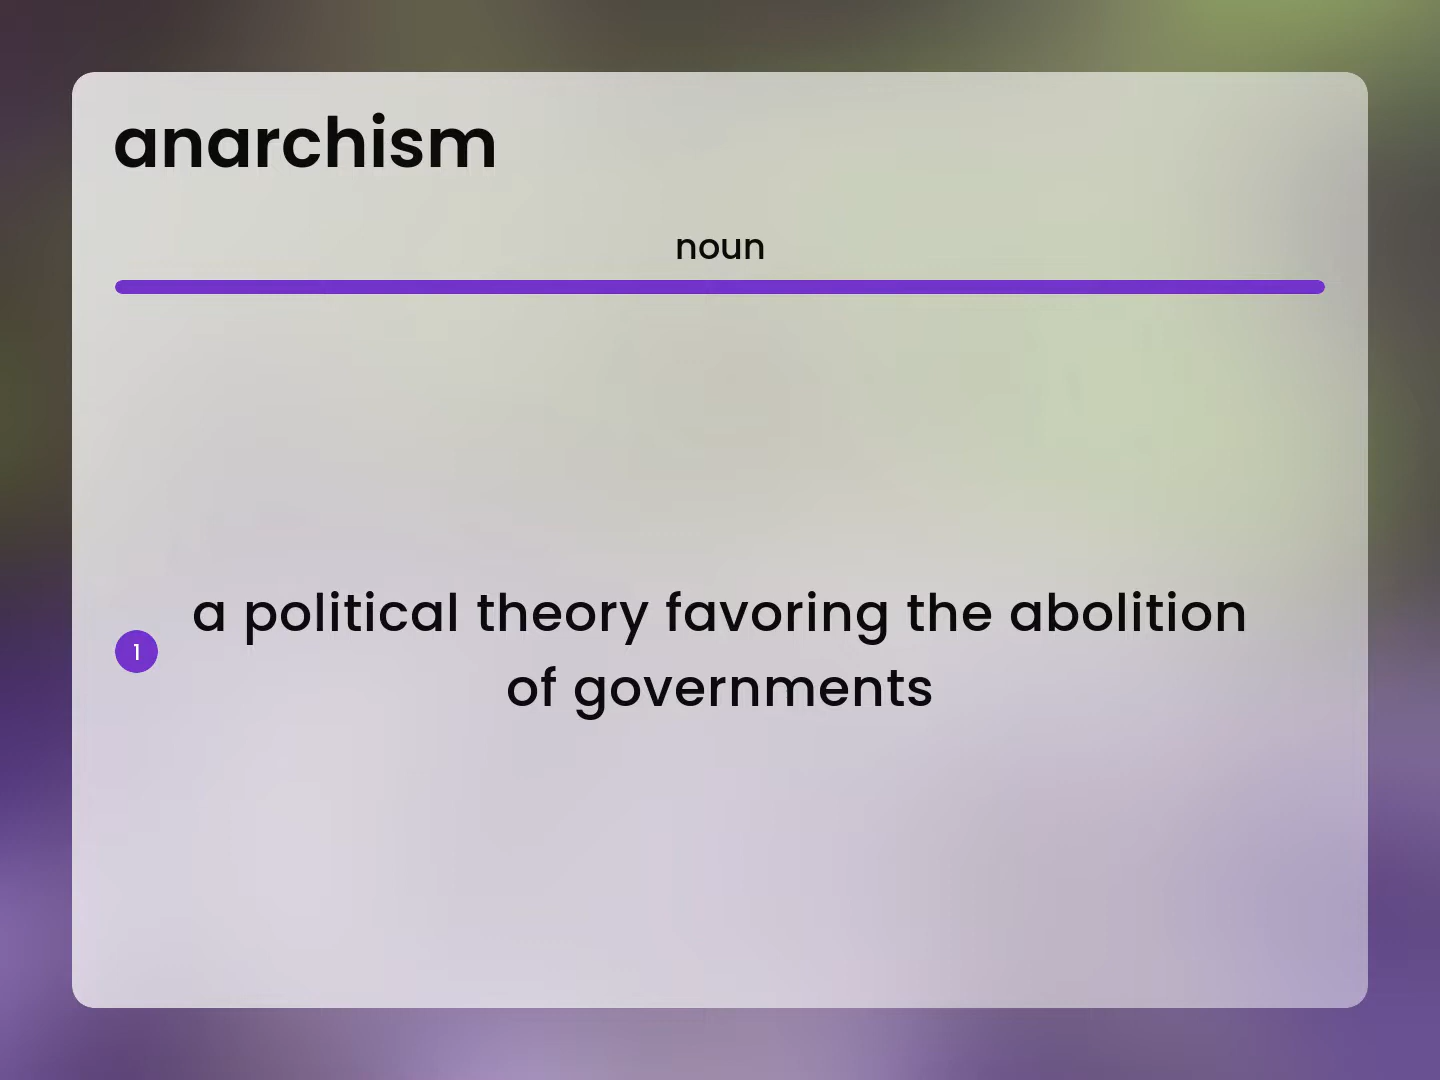 anarchism
noun
a political theory favoring the abolition
1
of governments